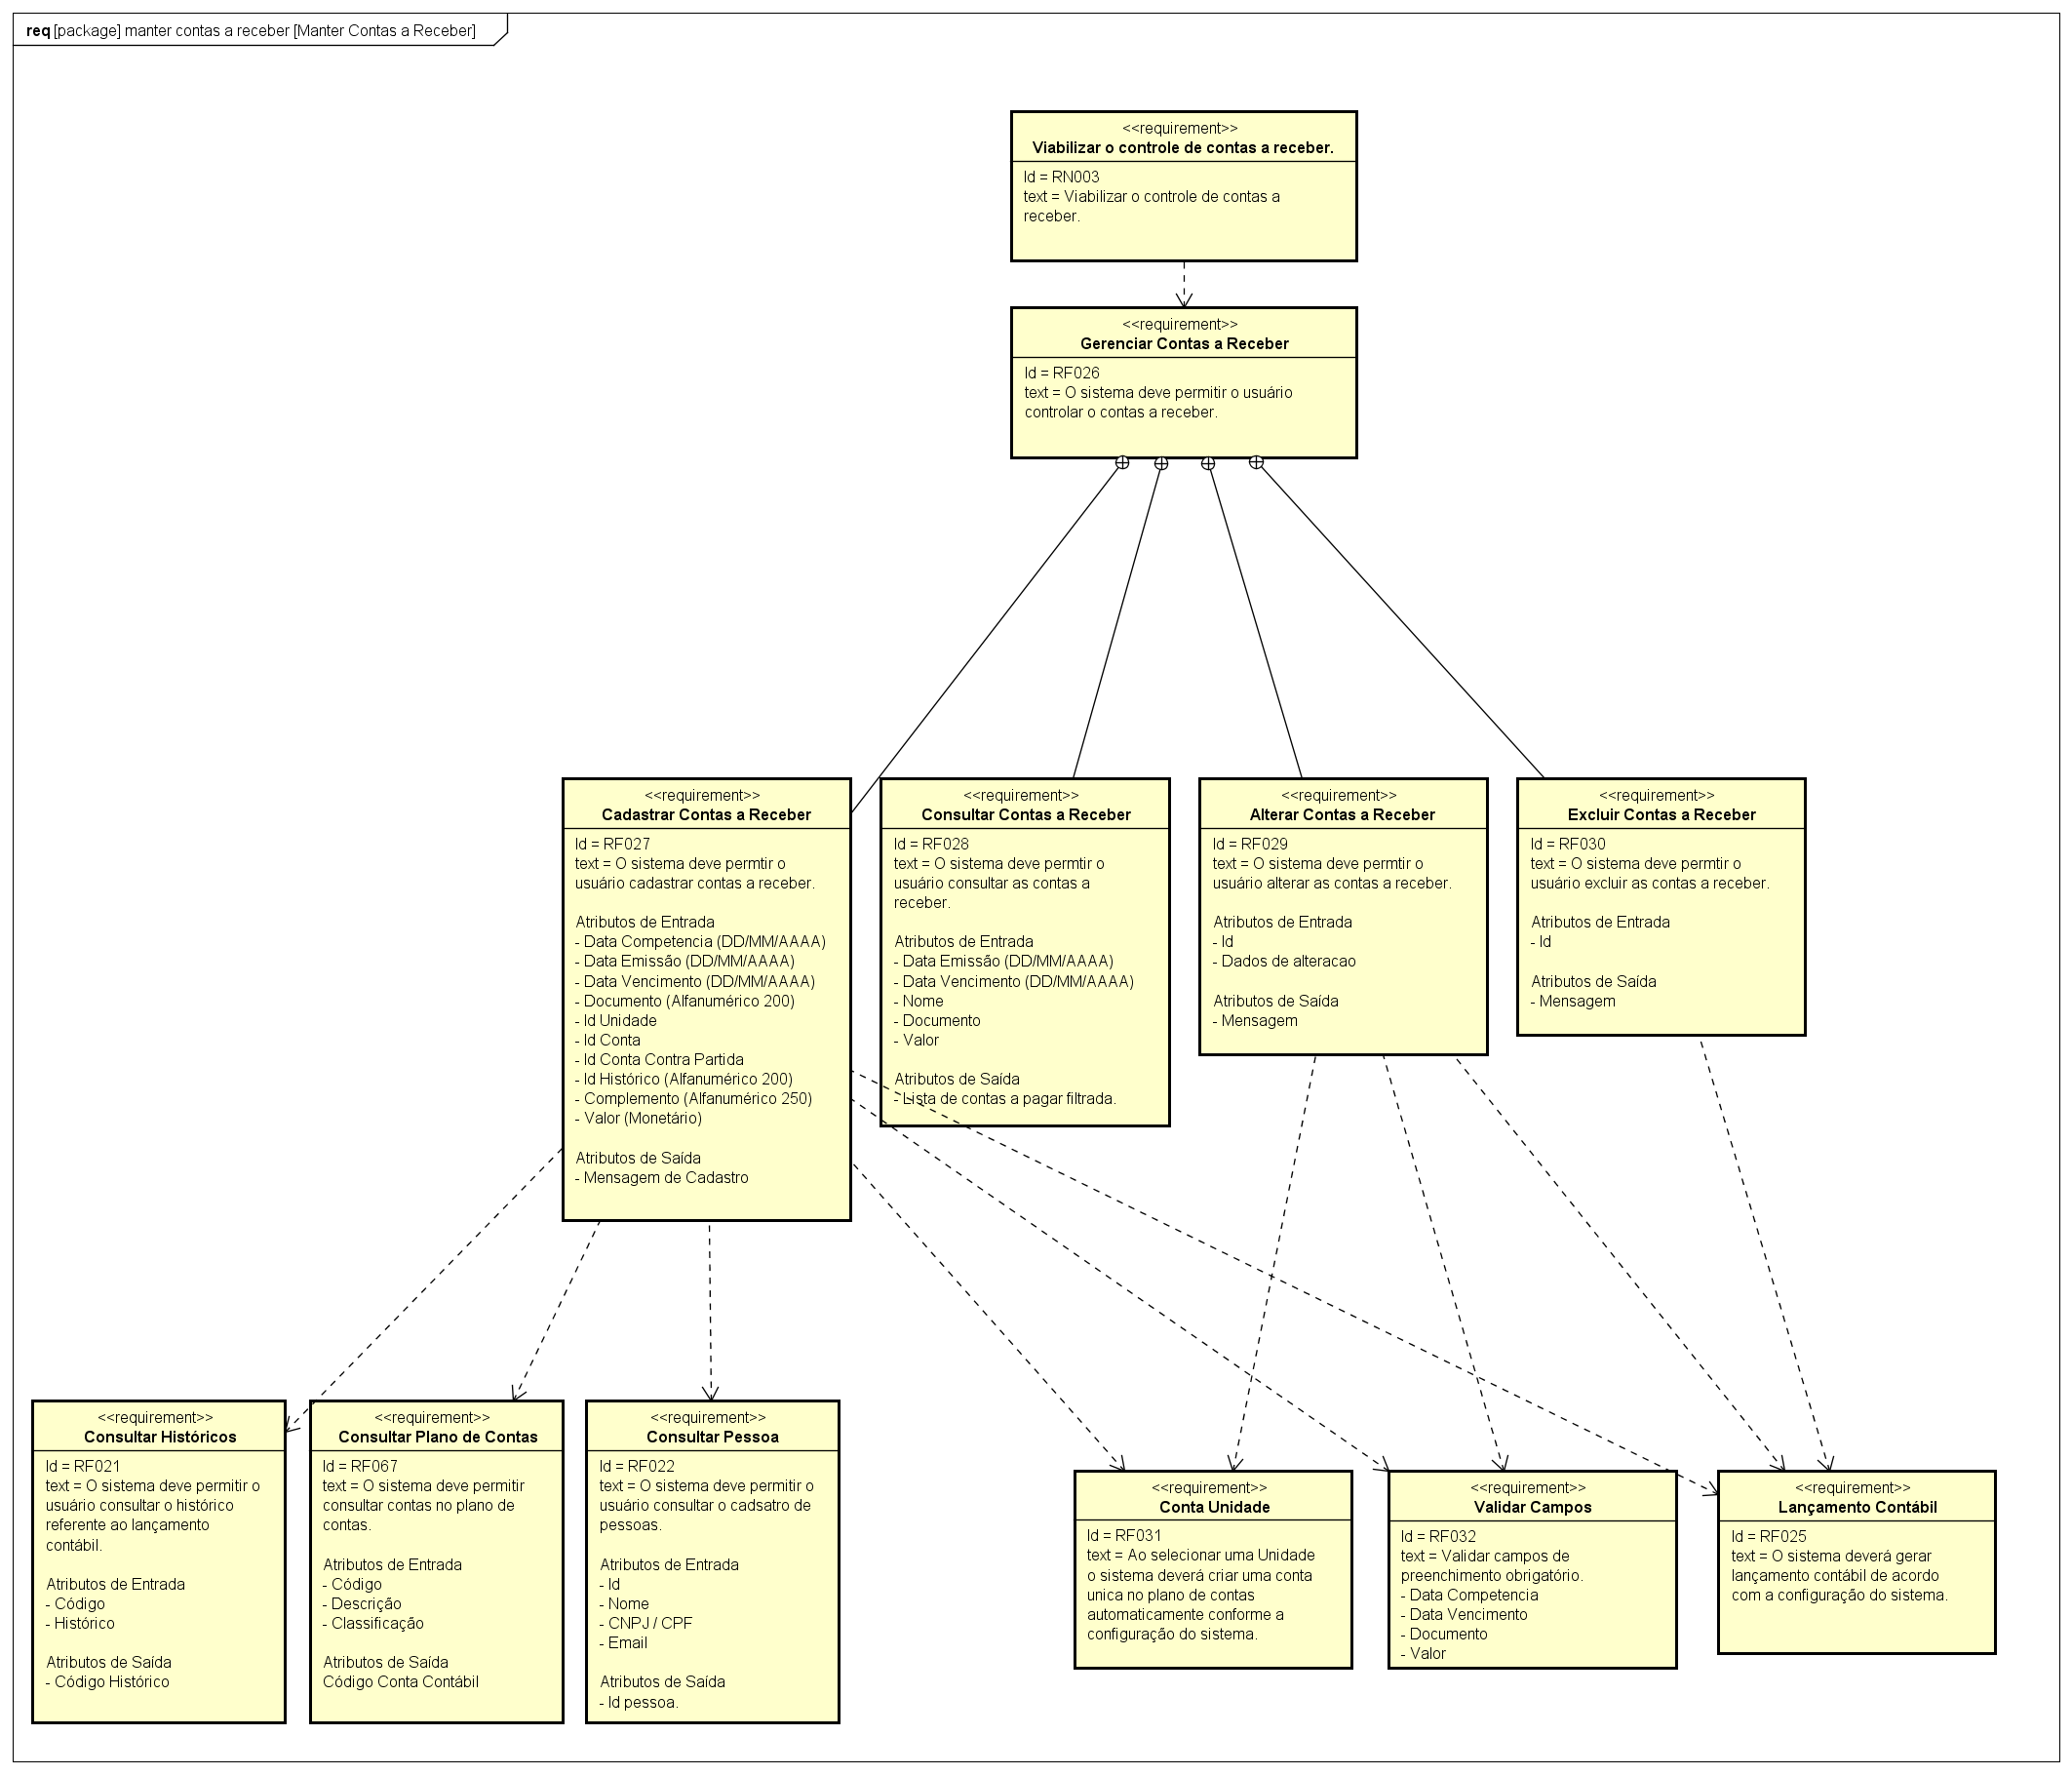 req [package] manter contas a receber [Manter Contas a Receber]
<<requirement>>
Viabilizar o controle de contas a receber.
Id = RN003
text = Viabilizar o controle de contas a
receber.
<<requirement>>
Gerenciar Contas a Receber
Id = RF026
text = O sistema deve permitir o usuário
controlar o contas a receber.
<<requirement>>
Cadastrar Contas a Receber
Id = RF027
text = O sistema deve permtir o
usuário cadastrar contas a receber.
Atributos de Entrada
- Data Competencia (DD/MM/AAAA)
- Data Emissão (DD/MM/AAAA)
- Data Vencimento (DD/MM/AAAA)
- Documento (Alfanumérico 200)
- Id Unidade
- Id Conta
- Id Conta Contra Partida
- Id Histórico (Alfanumérico 200)
- Complemento (Alfanumérico 250)
- Valor (Monetário)
Atributos de Saída
- Mensagem de Cadastro
<<requirement>>
Consultar Contas a Receber
Id = RF028
text = O sistema deve permtir o
usuário consultar as contas a
receber.
Atributos de Entrada
- Data Emissão (DD/MM/AAAA)
- Data Vencimento (DD/MM/AAAA)
- Nome
- Documento
- Valor
Atributos de Saída
- Lista de contas a pagar filtrada.
<<requirement>>
Alterar Contas a Receber
Id = RF029
text = O sistema deve permtir o
usuário alterar as contas a receber.
Atributos de Entrada
- Id
- Dados de alteracao
Atributos de Saída
- Mensagem
<<requirement>>
Excluir Contas a Receber
Id = RF030
text = O sistema deve permtir o
usuário excluir as contas a receber.
Atributos de Entrada
- Id
Atributos de Saída
- Mensagem
<<requirement>>
Consultar Históricos
Id = RF021
text = O sistema deve permitir o
usuário consultar o histórico
referente ao lançamento
contábil.
Atributos de Entrada
- Código
- Histórico
Atributos de Saída
- Código Histórico
<<requirement>>
Consultar Plano de Contas
Id = RF067
text = O sistema deve permitir
consultar contas no plano de
contas.
Atributos de Entrada
- Código
- Descrição
- Classificação
Atributos de Saída
Código Conta Contábil
<<requirement>>
Consultar Pessoa
Id = RF022
text = O sistema deve permitir o
usuário consultar o cadsatro de
pessoas.
Atributos de Entrada
- Id
- Nome
- CNPJ / CPF
- Email
Atributos de Saída
- Id pessoa.
<<requirement>>
Conta Unidade
Id = RF031
text = Ao selecionar uma Unidade
o sistema deverá criar uma conta
unica no plano de contas
automaticamente conforme a
configuração do sistema.
<<requirement>>
Validar Campos
Id = RF032
text = Validar campos de
preenchimento obrigatório.
- Data Competencia
- Data Vencimento
- Documento
- Valor
<<requirement>>
Lançamento Contábil
Id = RF025
text = O sistema deverá gerar
lançamento contábil de acordo
com a configuração do sistema.